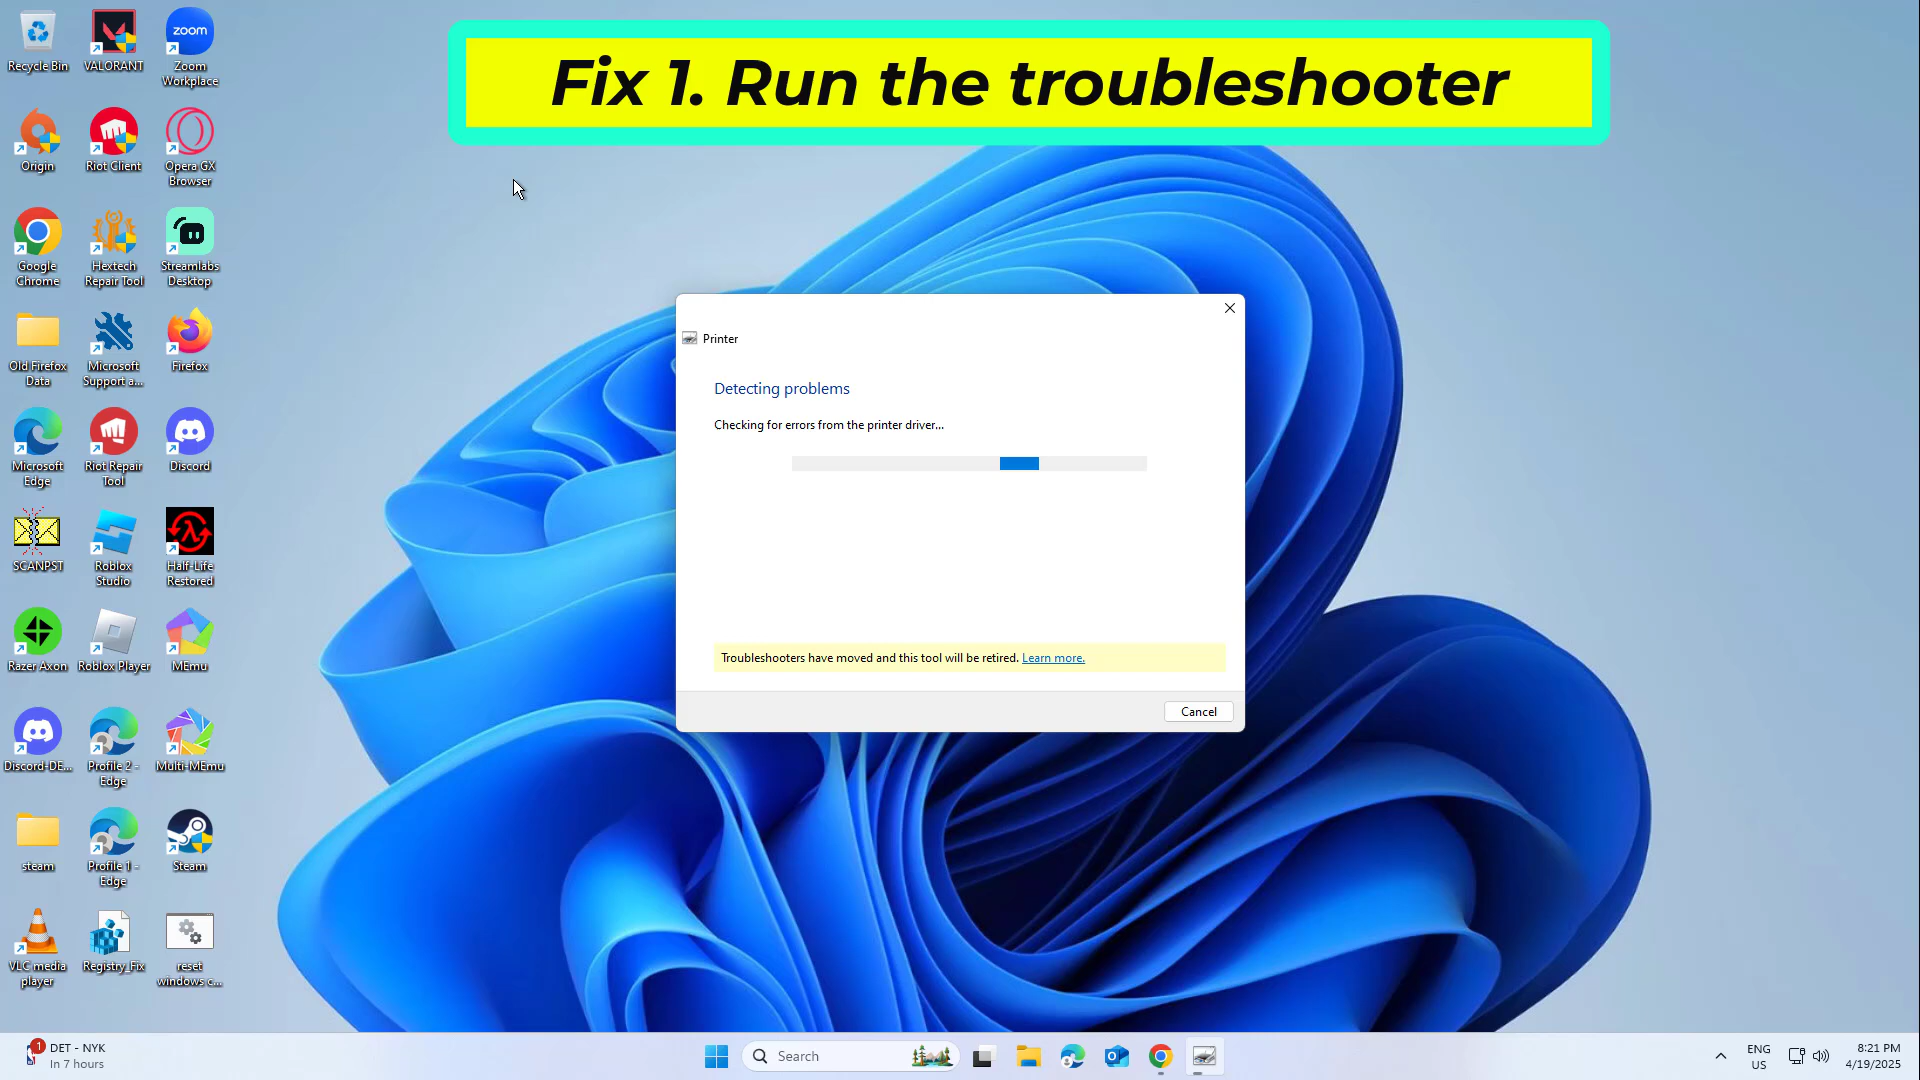 Fix 1. Run the troubleshooter
Recycle Bin
VALORANT
zoom
Zoom
Workplace
Origin
Riot Client
Opera GX
Browser
Google
Chrome
Hextech
Repair Tool
Streamlabs
Desktop
Old Firefox
Data
Microsoft
Support a...
Firefox
Microsoft
Edge
Riot Repair
Tool
Discord
SCANPST
Roblox
Studio
Half-Life
Restored
Razer Axon
Roblox Player
MEmu
Discord-DE...
Profile 2 -
Edge
Multi-MEmu
steam
Profile 1 -
Edge
Steam
VLC media
player
Registry_Fix
reset
windows c...
Printer
Detecting problems
Checking for errors from the printer driver...
Troubleshooters have moved and this tool will be retired. Learn more.
Cancel
1
DET - NYK
In 7 hours
Search
ENG
US
8:21 PM
4/19/2025